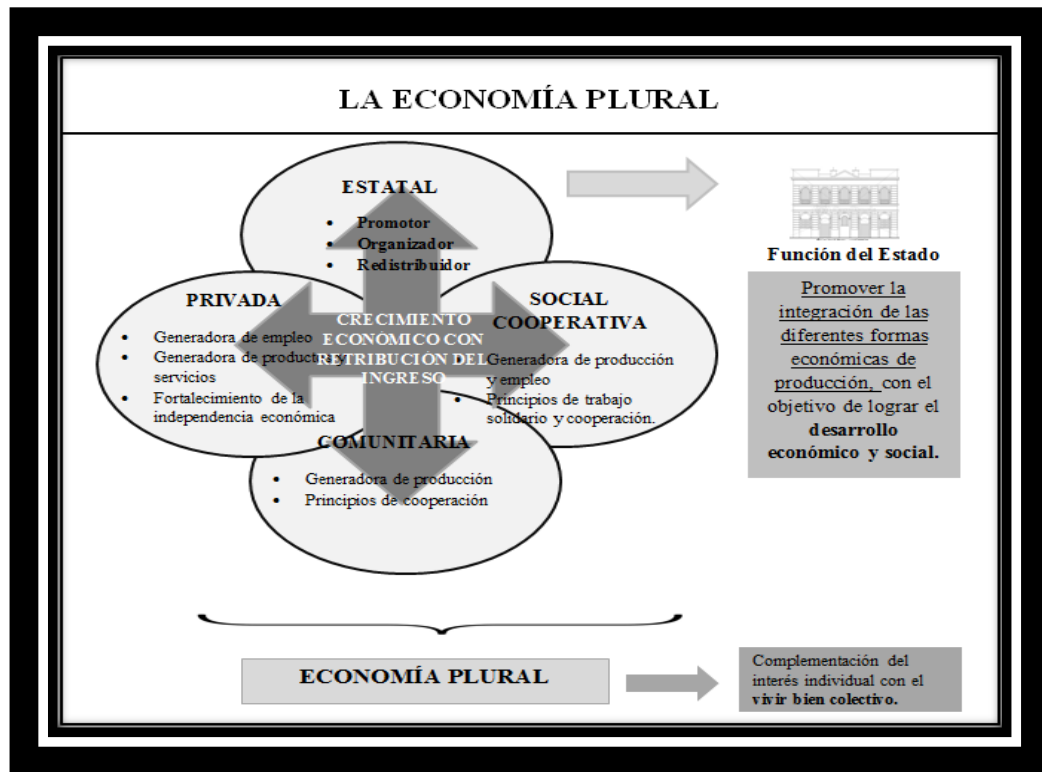 LA ECONOMÍA PLURAL
ESTATAL
• Promotor
• Organizador
• Redistribuidor
PRIVADA
• Generadora de empleo
• Generadora de productos y
servicios
• Fortalecimiento de la
independencia económica
CRECIMIENTO
ECONÓMICO CON
RETRIBUCIÓN DEL
INGRESO
SOCIAL
COOPERATIVA
• Generadora de producción
y empleo
• Principios de trabajo
solidario y cooperación.
COMUNITARIA
• Generadora de producción
• Principios de cooperación
Función del Estado
Promover la
integración de las
diferentes formas
económicas de
producción, con el
objetivo de lograr el
desarrollo
económico y social.
ECONOMÍA PLURAL
Complementación del
interés individual con el
vivir bien colectivo.